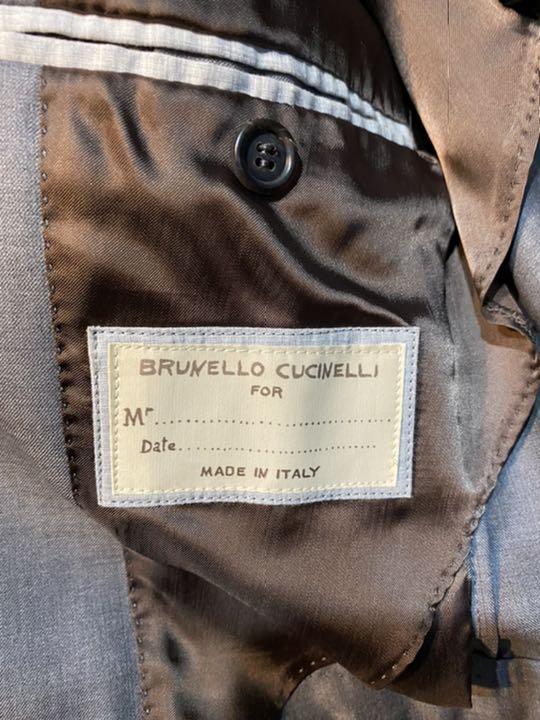 BRUNELLO CUCINELLI
FOR
Mr........................................
Date...................................
MADE IN ITALY